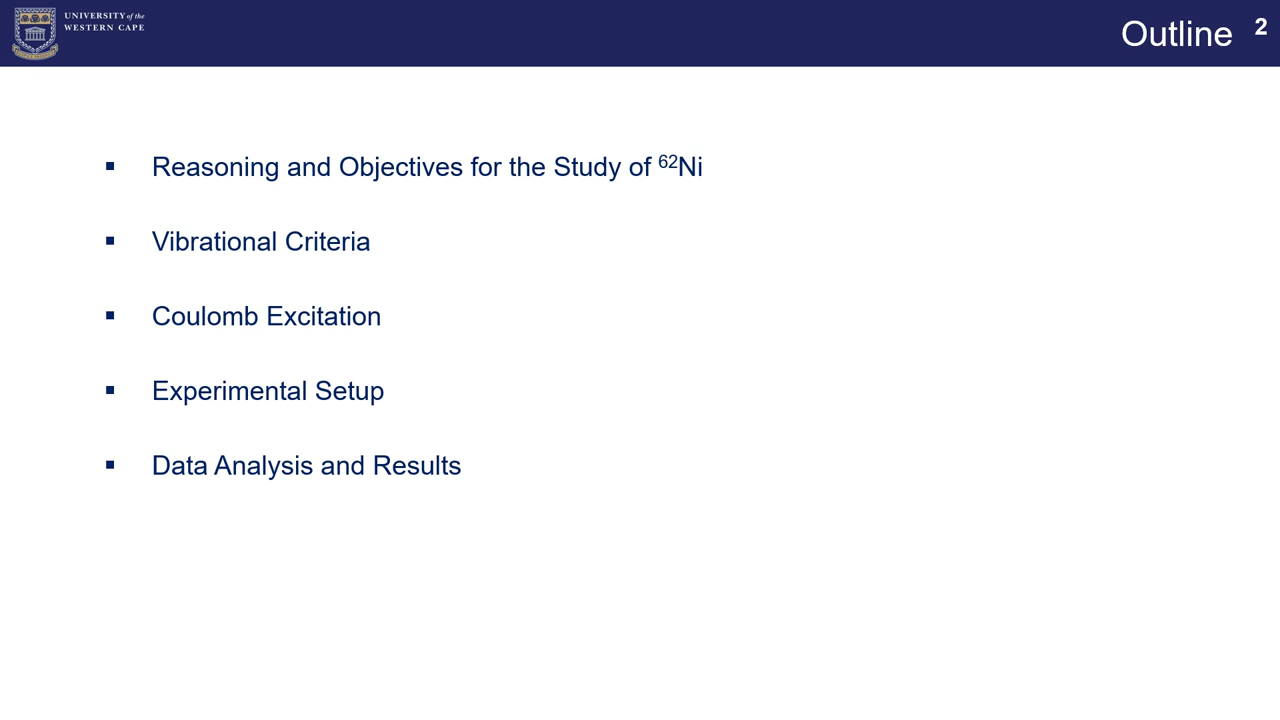 UNIVERSITY of the
WESTERN CAPE
Outline 2
▪ Reasoning and Objectives for the Study of ⁶²Ni
▪ Vibrational Criteria
▪ Coulomb Excitation
▪ Experimental Setup
▪ Data Analysis and Results